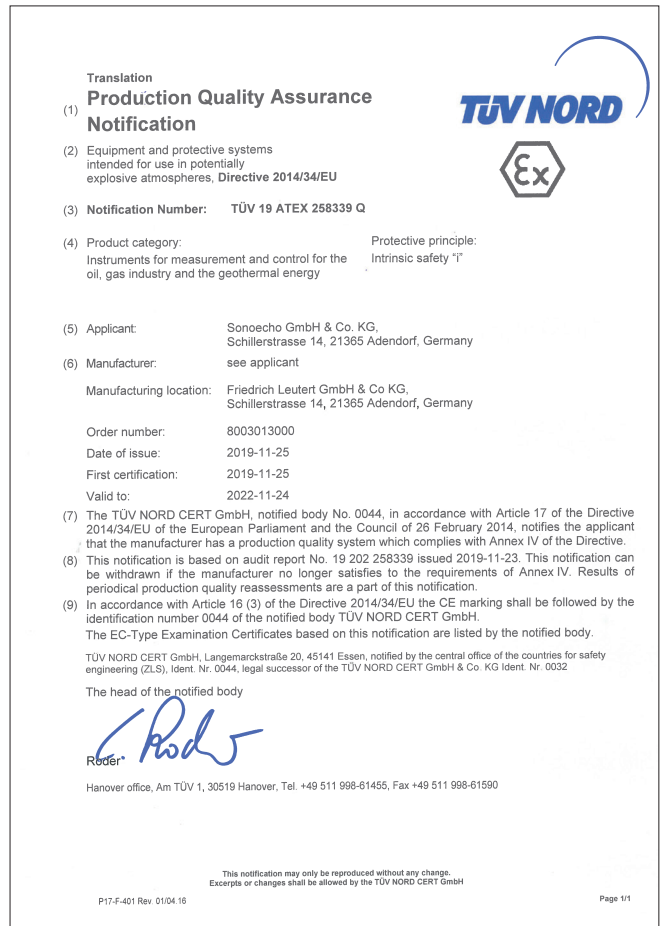 Translation
(1) Production Quality Assurance
Notification
TÜV NORD
(2) Equipment and protective systems
intended for use in potentially
explosive atmospheres, Directive 2014/34/EU
Ex
(3) Notification Number: TÜV 19 ATEX 258339 Q
(4) Product category: Protective principle:
Instruments for measurement and control for the Intrinsic safety "i"
oil, gas industry and the geothermal energy
(5) Applicant: Sonoecho GmbH & Co. KG,
Schillerstrasse 14, 21365 Adendorf, Germany
(6) Manufacturer: see applicant
Manufacturing location: Friedrich Leutert GmbH & Co KG,
Schillerstrasse 14, 21365 Adendorf, Germany
Order number: 8003013000
Date of issue: 2019-11-25
First certification: 2019-11-25
Valid to: 2022-11-24
(7) The TÜV NORD CERT GmbH, notified body No. 0044, in accordance with Article 17 of the Directive
2014/34/EU of the European Parliament and the Council of 26 February 2014, notifies the applicant
that the manufacturer has a production quality system which complies with Annex IV of the Directive.
(8) This notification is based on audit report No. 19 202 258339 issued 2019-11-23. This notification can
be withdrawn if the manufacturer no longer satisfies to the requirements of Annex IV. Results of
periodical production quality reassessments are a part of this notification.
(9) In accordance with Article 16 (3) of the Directive 2014/34/EU the CE marking shall be followed by the
identification number 0044 of the notified body TÜV NORD CERT GmbH.
The EC-Type Examination Certificates based on this notification are listed by the notified body.
TÜV NORD CERT GmbH, Langemarckstraße 20, 45141 Essen, notified by the central office of the countries for safety
engineering (ZLS), Ident. Nr. 0044, legal successor of the TÜV NORD CERT GmbH & Co. KG Ident. Nr. 0032
The head of the notified body
Röder
Hanover office, Am TÜV 1, 30519 Hanover, Tel. +49 511 998-61455, Fax +49 511 998-61590
This notification may only be reproduced without any change.
Excerpts or changes shall be allowed by the TÜV NORD CERT GmbH
P17-F-401 Rev. 01/04.16 Page 1/1